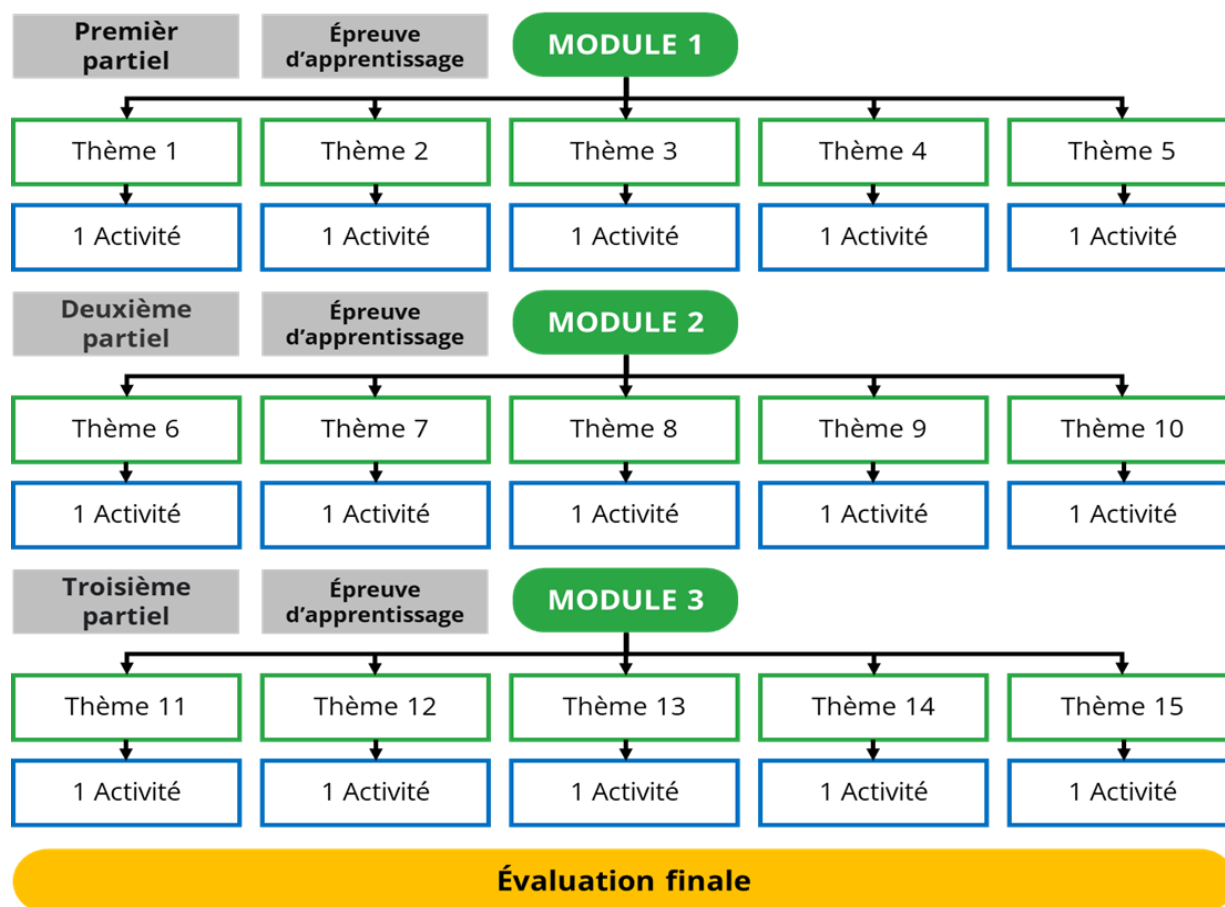 Premièr
partiel
Épreuve
d’apprentissage
MODULE 1
Thème 1
Thème 2
Thème 3
Thème 4
Thème 5
1 Activité
1 Activité
1 Activité
1 Activité
1 Activité
Deuxième
partiel
Épreuve
d’apprentissage
MODULE 2
Thème 6
Thème 7
Thème 8
Thème 9
Thème 10
1 Activité
1 Activité
1 Activité
1 Activité
1 Activité
Troisième
partiel
Épreuve
d’apprentissage
MODULE 3
Thème 11
Thème 12
Thème 13
Thème 14
Thème 15
1 Activité
1 Activité
1 Activité
1 Activité
1 Activité
Évaluation finale